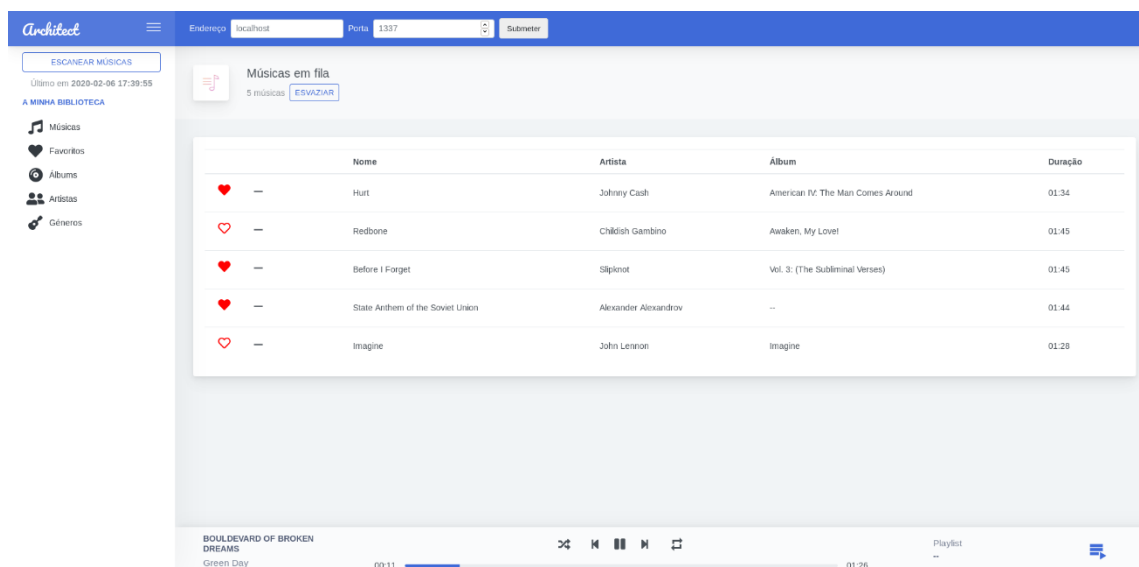 Architect
Endereço localhost Porta 1337 Submeter
ESCANEAR MÚSICAS
Último em 2020-02-06 17:39:55
A MINHA BIBLIOTECA
Músicas
Favoritos
Álbums
Artistas
Géneros
Músicas em fila
5 músicas ESVAZIAR
Nome Artista Álbum Duração
Hurt Johnny Cash American IV: The Man Comes Around 01:34
Redbone Childish Gambino Awaken, My Love! 01:45
Before I Forget Slipknot Vol. 3: (The Subliminal Verses) 01:45
State Anthem of the Soviet Union Alexander Alexandrov -- 01:44
Imagine John Lennon Imagine 01:28
BOULDEVARD OF BROKEN
DREAMS
Green Day
00:11 01:26
Playlist
--